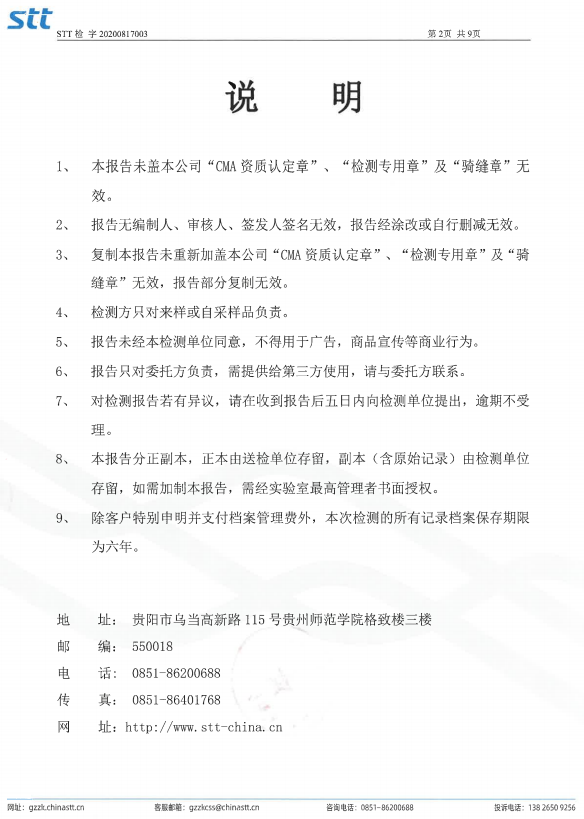 stt
STT 检 字 20200817003 第 2页 共 9页
说 明
1、 本报告未盖本公司“CMA 资质认定章”、“检测专用章”及“骑缝章”无
效。
2、 报告无编制人、审核人、签发人签名无效，报告经涂改或自行删减无效。
3、 复制本报告未重新加盖本公司“CMA 资质认定章”、“检测专用章”及“骑
缝章”无效，报告部分复制无效。
4、 检测方只对来样或自采样品负责。
5、 报告未经本检测单位同意，不得用于广告，商品宣传等商业行为。
6、 报告只对委托方负责，需提供给第三方使用，请与委托方联系。
7、 对检测报告若有异议，请在收到报告后五日内向检测单位提出，逾期不受
理。
8、 本报告分正副本，正本由送检单位存留，副本（含原始记录）由检测单位
存留，如需加制本报告，需经实验室最高管理者书面授权。
9、 除客户特别申明并支付档案管理费外，本次检测的所有记录档案保存期限
为六年。
地 址： 贵阳市乌当高新路 115 号贵州师范学院格致楼三楼
邮 编： 550018
电 话： 0851-86200688
传 真： 0851-86401768
网 址：http://www.stt-china.cn
网址：gzzk.chinastt.cn 客服邮箱：gzzkcss@chinastt.cn 咨询电话：0851-86200688 投诉电话：138 2650 9256